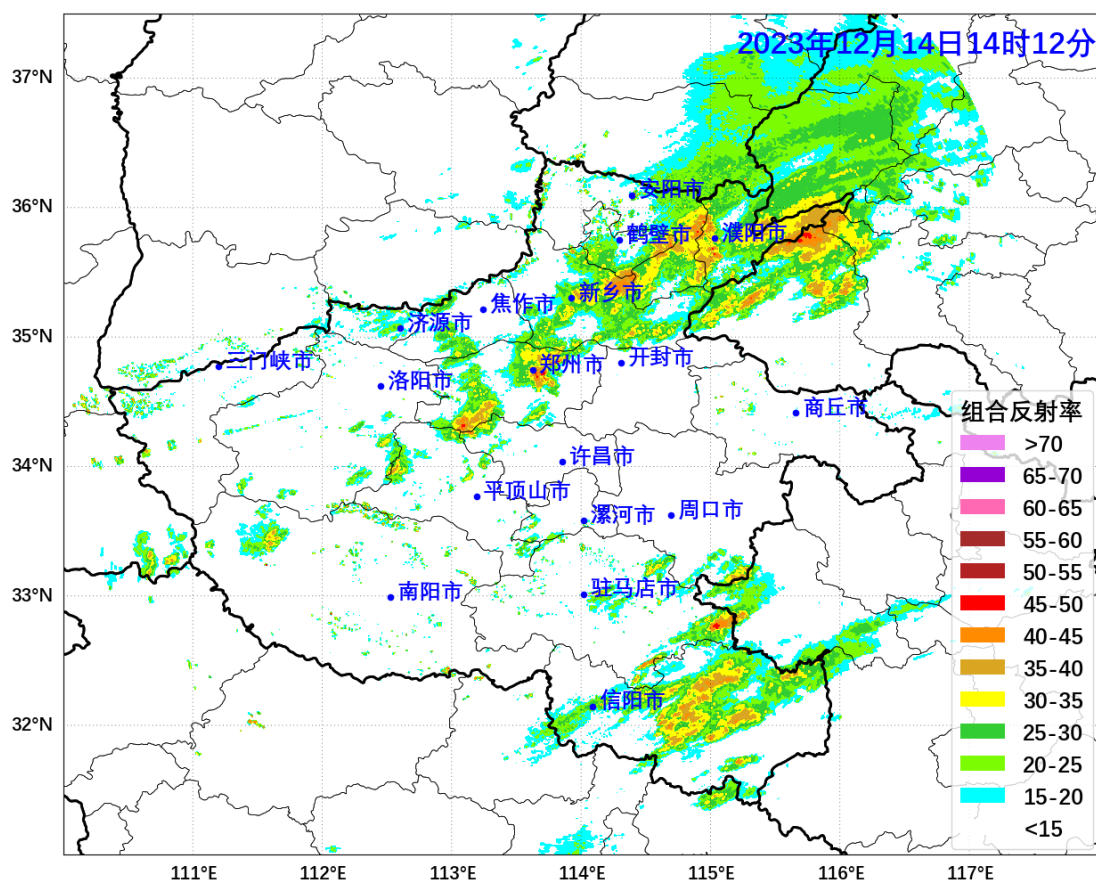 2023年12月14日14时12分
37°N
36°N
35°N
34°N
33°N
32°N
安阳市
鹤壁市
濮阳市
新乡市
焦作市
济源市
三门峡市
郑州市
开封市
洛阳市
商丘市
许昌市
平顶山市
漯河市
周口市
南阳市
驻马店市
信阳市
组合反射率
>70
65-70
60-65
55-60
50-55
45-50
40-45
35-40
30-35
25-30
20-25
15-20
<15
111°E
112°E
113°E
114°E
115°E
116°E
117°E